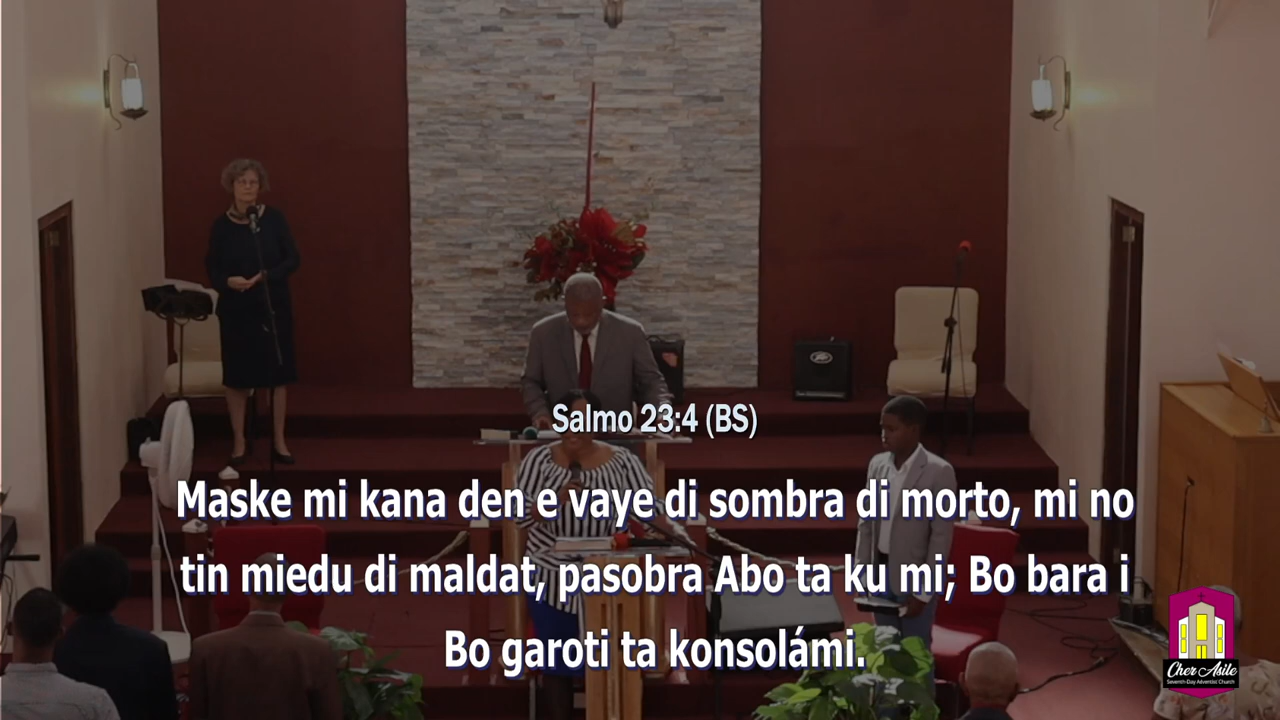 Salmo 23:4 (BS)
Maske mi kana den e vaye di sombra di morto, mi no
tin miedu di maldat, pasobra Abo ta ku mi; Bo bara i
Bo garoti ta konsolámi.
Cher Asile
Seventh-Day Adventist Church